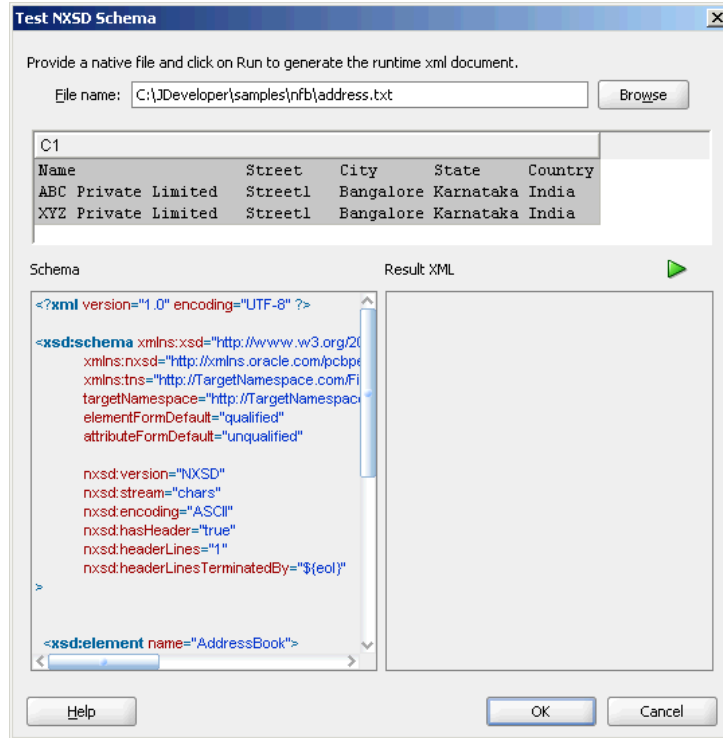 Test NXSD Schema
Provide a native file and click on Run to generate the runtime xml document.
File name: C:\JDeveloper\samples\nfb\address.txt Browse
C1
Name Street City State Country
ABC Private Limited Street1 Bangalore Karnataka India
XYZ Private Limited Street1 Bangalore Karnataka India
Schema Result XML
<?xml version="1.0" encoding="UTF-8" ?>
<xsd:schema xmlns:xsd="http://www.w3.org/20
xmlns:nxsd="http://xmlns.oracle.com/pcbpe
xmlns:tns="http://TargetNamespace.com/Fi
targetNamespace="http://TargetNamespac
elementFormDefault="qualified"
attributeFormDefault="unqualified"
nxsd:version="NXSD"
nxsd:stream="chars"
nxsd:encoding="ASCII"
nxsd:hasHeader="true"
nxsd:headerLines="1"
nxsd:headerLinesTerminatedBy="${eol}"
>
<xsd:element name="AddressBook">
Help OK Cancel